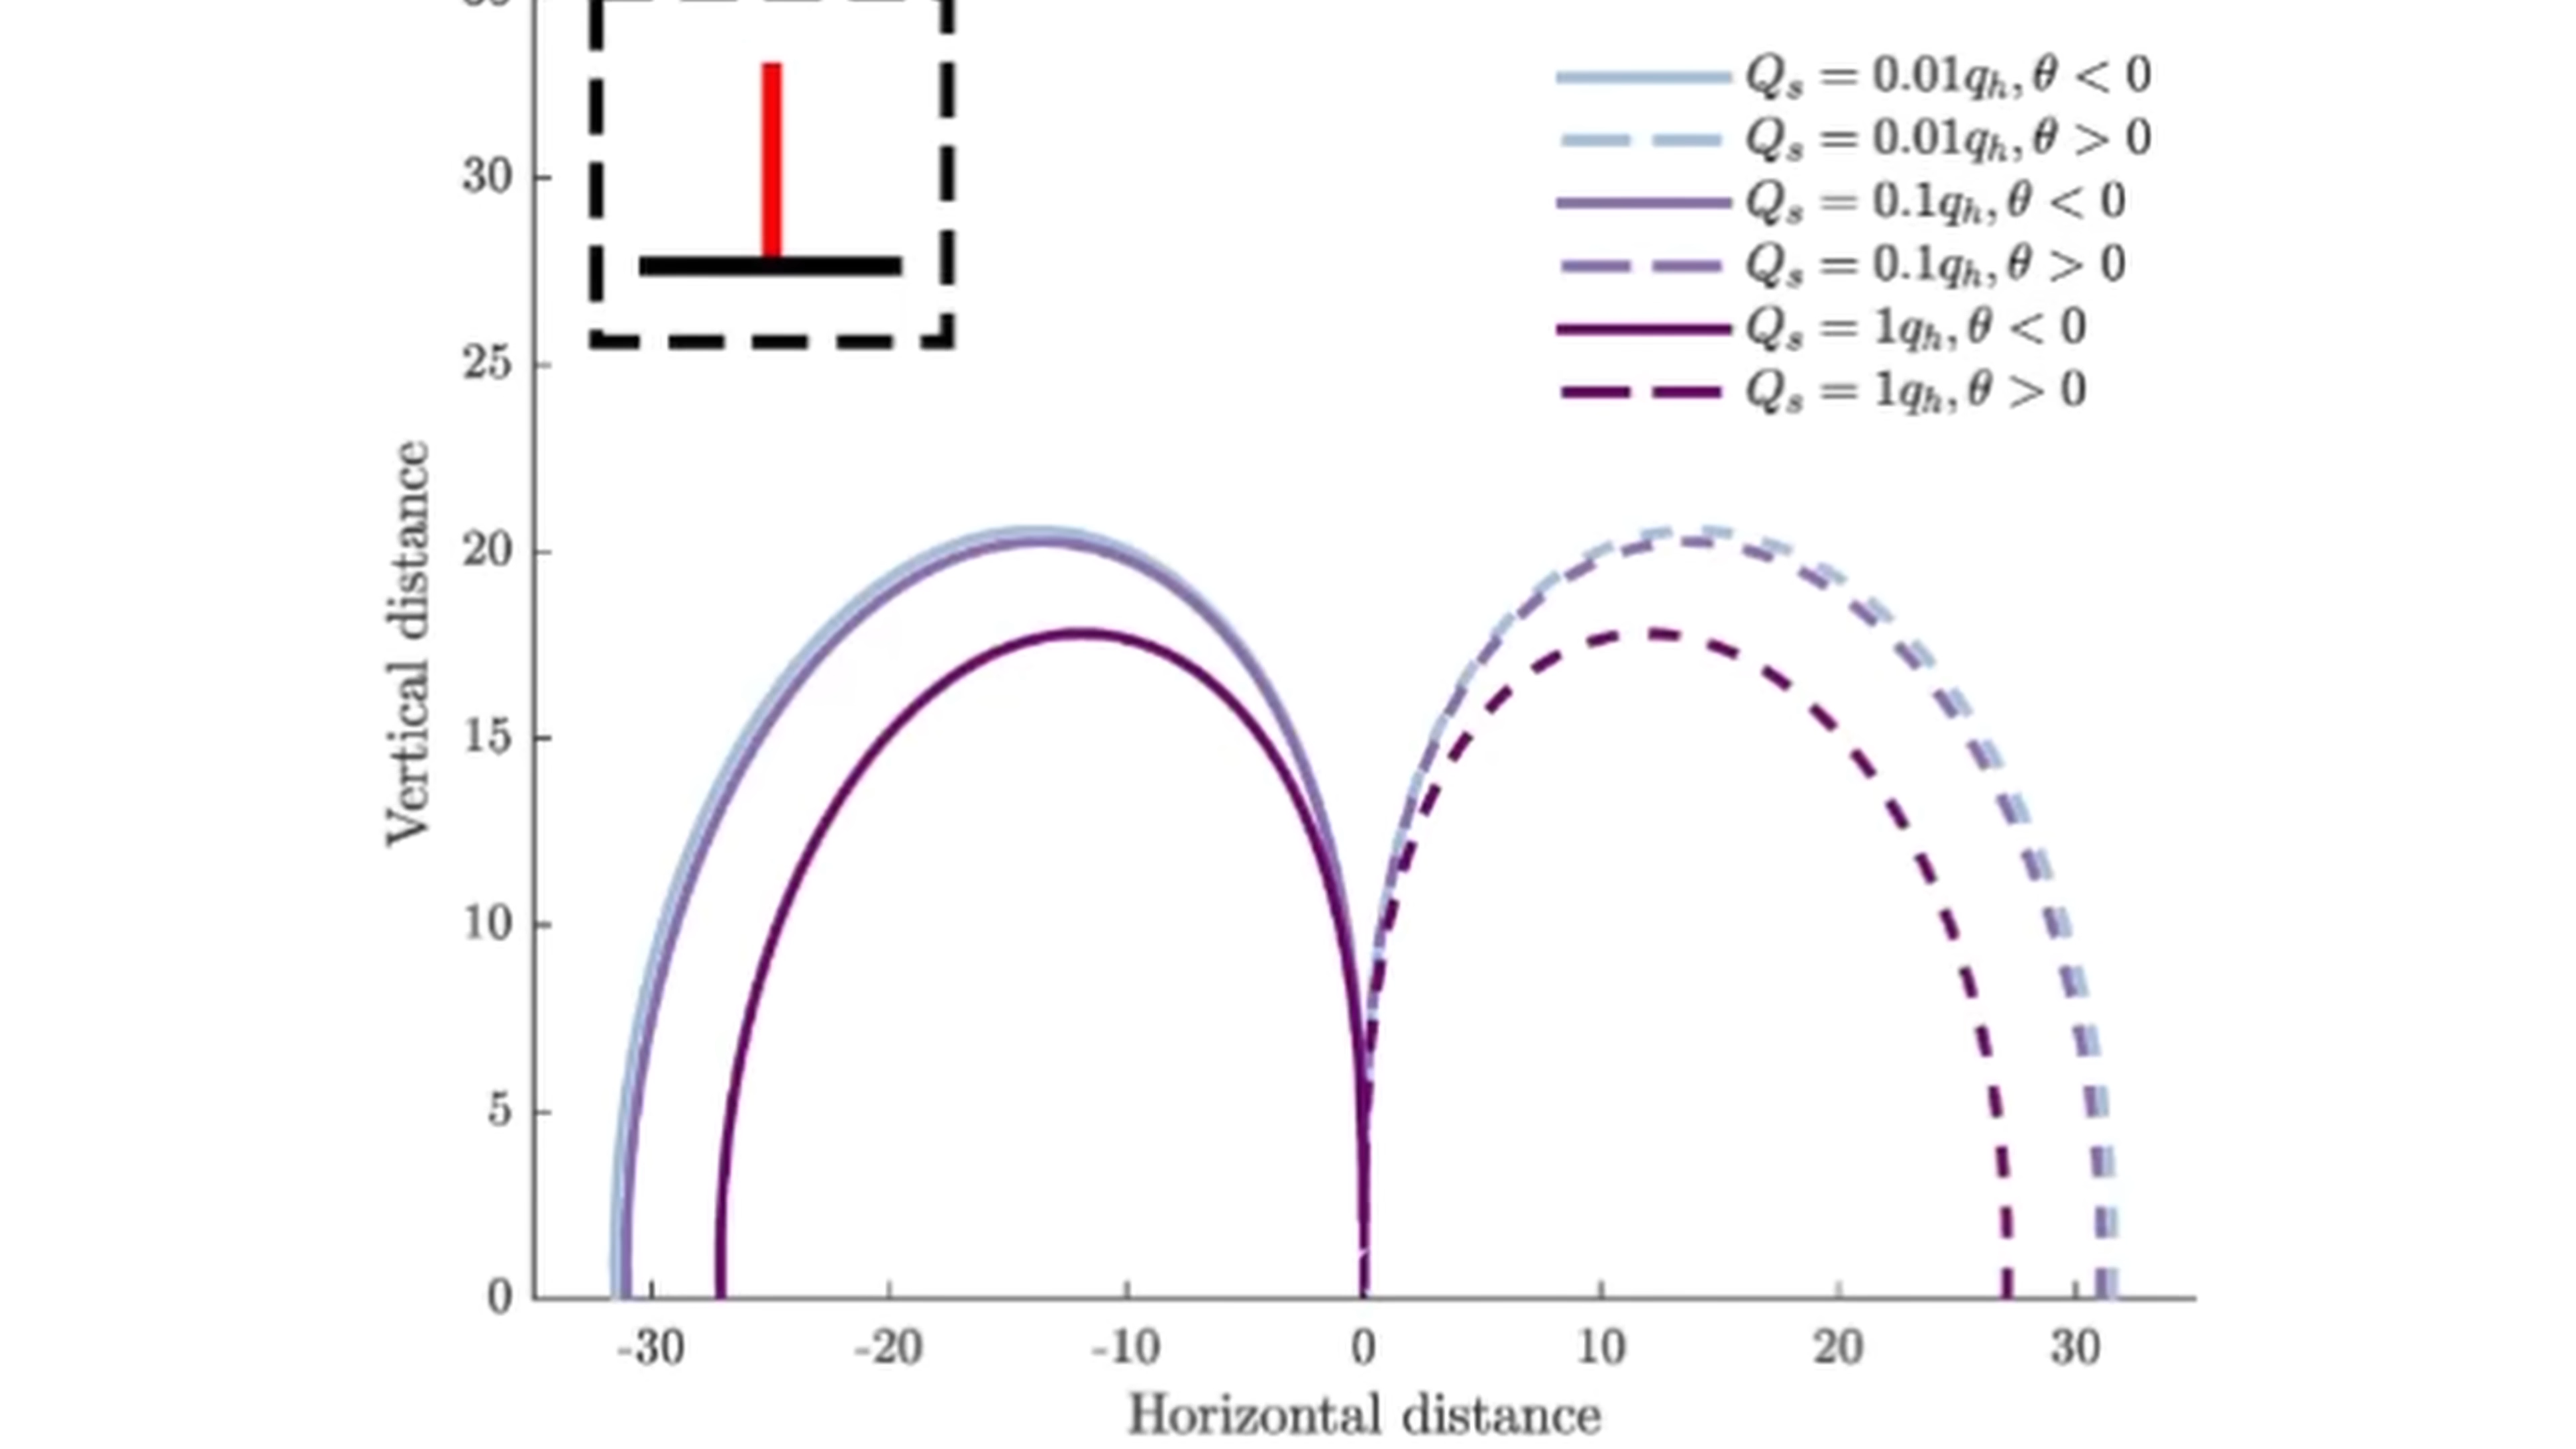 Q_s = 0.01q_h, θ < 0
Q_s = 0.01q_h, θ > 0
Q_s = 0.1q_h, θ < 0
Q_s = 0.1q_h, θ > 0
Q_s = 1q_h, θ < 0
Q_s = 1q_h, θ > 0
Vertical distance
30
25
20
15
10
5
0
-30 -20 -10 0 10 20 30
Horizontal distance